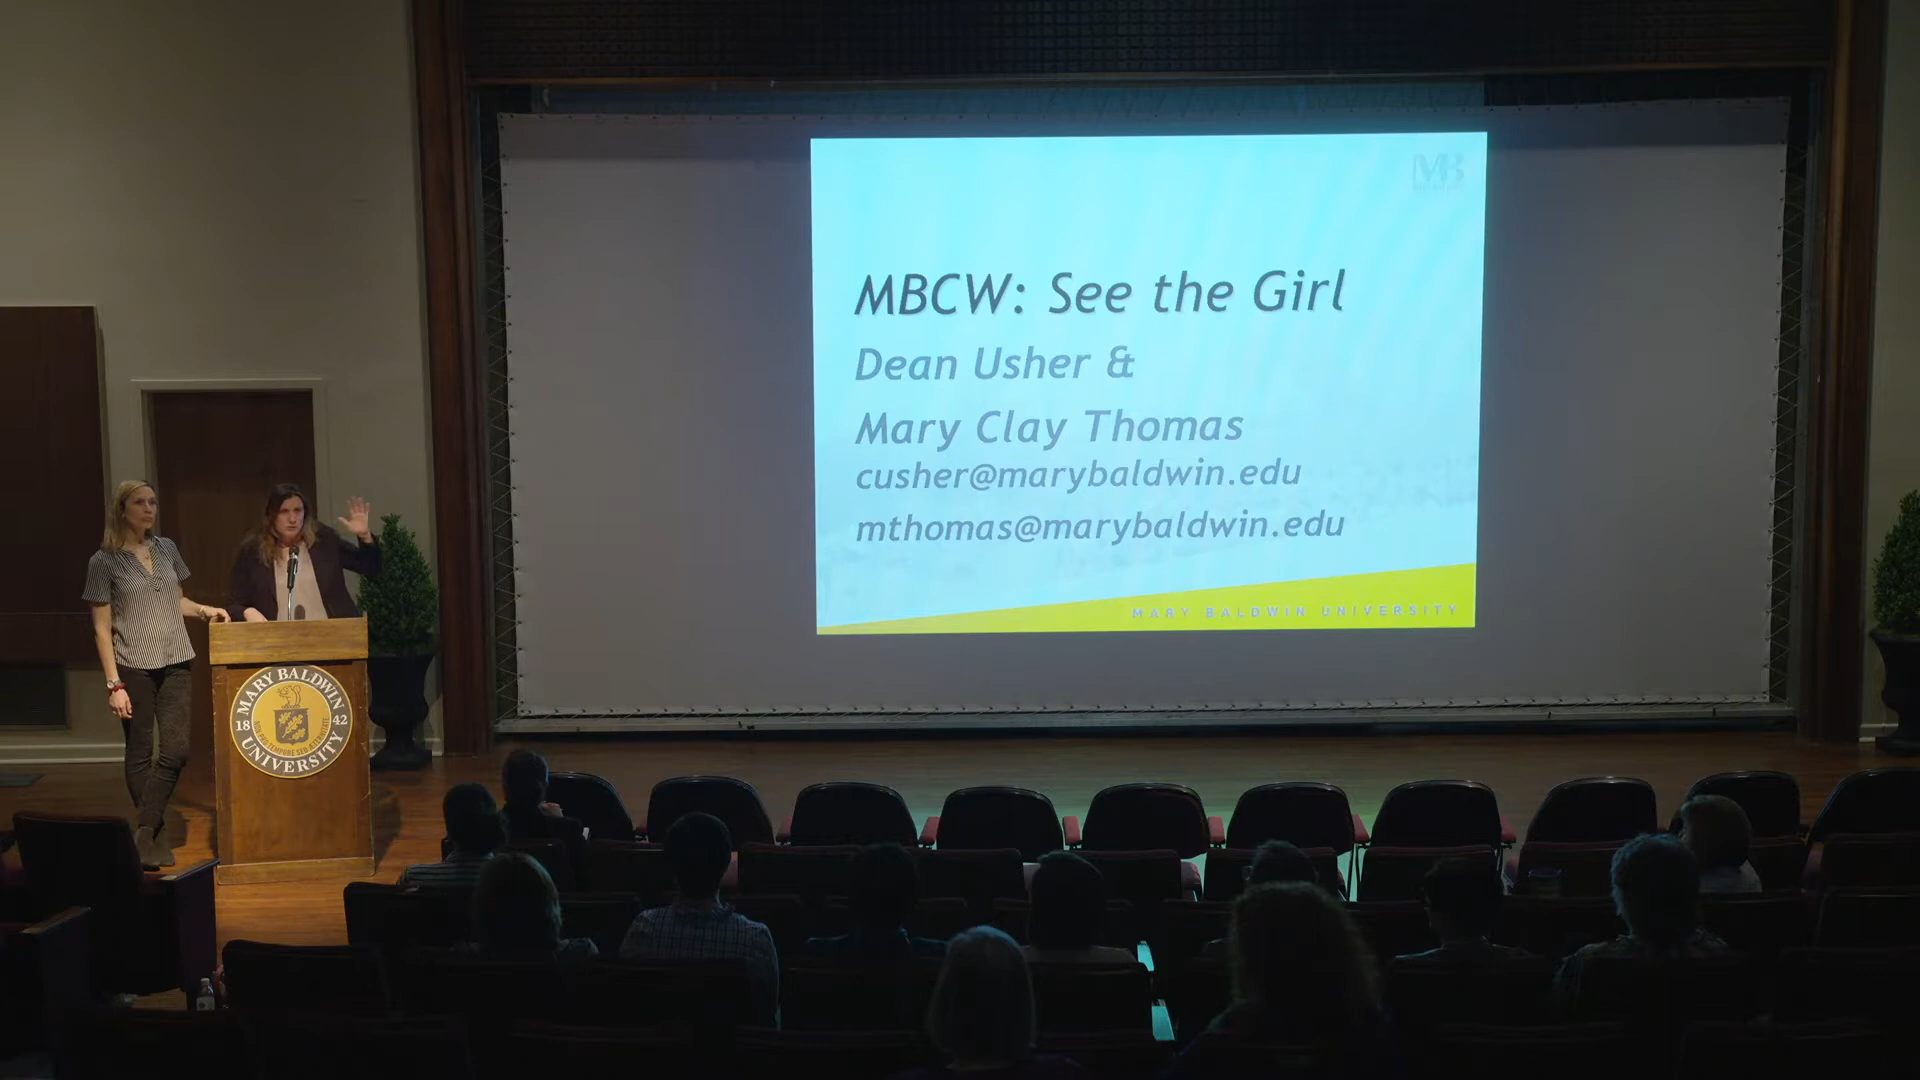 MB
MBCW: See the Girl
Dean Usher &
Mary Clay Thomas
cusher@marybaldwin.edu
mthomas@marybaldwin.edu
MARY BALDWIN UNIVERSITY
MARY BALDWIN
18 42
UNIVERSITY